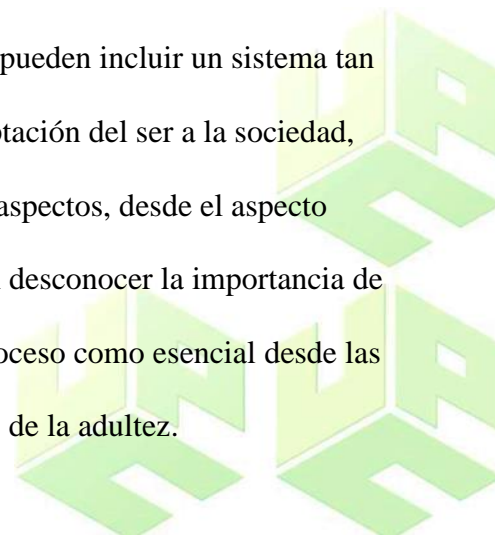 pueden incluir un sistema tan
ptación del ser a la sociedad,
aspectos, desde el aspecto
desconocer la importancia de
oceso como esencial desde las
de la adultez.